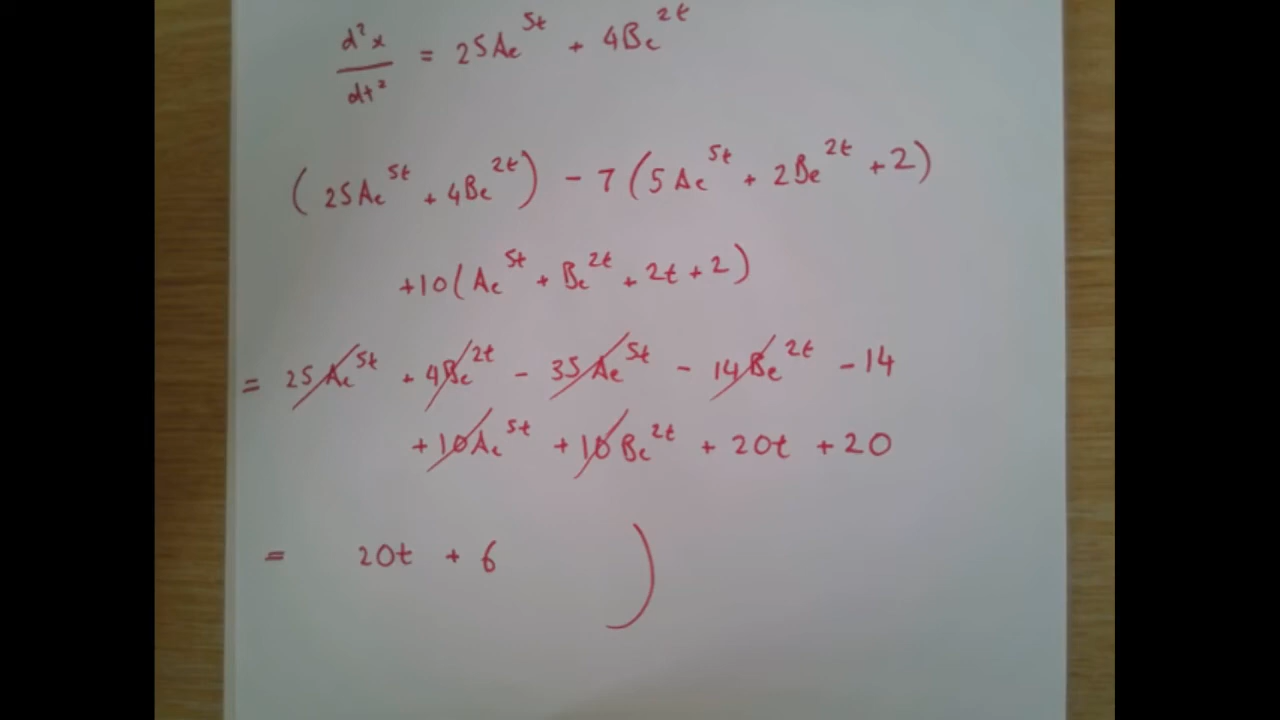 d²x/dt² = 25Ae^5t + 4Be^2t
(25Ae^5t + 4Be^2t) - 7(5Ae^5t + 2Be^2t + 2)
+10(Ae^5t + Be^2t + 2t + 2)
= 25Ae^5t + 4Be^2t - 35Ae^5t - 14Be^2t - 14
+10Ae^5t + 10Be^2t + 20t + 20
= 20t + 6 )